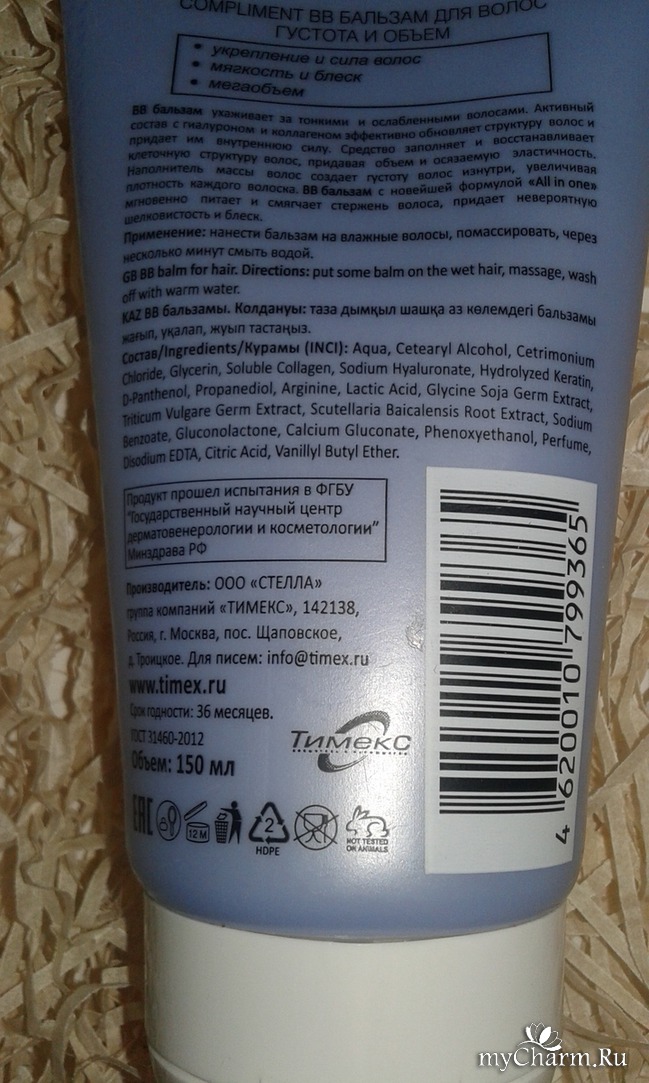 COMPLIMENT BB БАЛЬЗАМ ДЛЯ ВОЛОС
ГУСТОТА И ОБЪЕМ
• укрепление и сила волос
• мягкость и блеск
• мегаобъем
BB бальзам ухаживает за тонкими и ослабленными волосами. Активный
состав с гиалуроном и коллагеном эффективно обновляет структуру волос и
придает им внутреннюю силу. Средство заполняет и восстанавливает
клеточную структуру волос, придавая объем и осязаемую эластичность.
Наполнитель массы волос создает густоту волос изнутри, увеличивая
плотность каждого волоска. BB бальзам с новейшей формулой «All in one»
мгновенно питает и смягчает стержень волоса, придает невероятную
шелковистость и блеск.
Применение: нанести бальзам на влажные волосы, помассировать, через
несколько минут смыть водой.
GB BB balm for hair. Directions: put some balm on the wet hair, massage, wash
off with warm water.
KAZ BB бальзамы. Колдануы: таза дымқыл шашқа аз көлемдегі бальзамы
жағып, уқалап, жуып тастаңыз.
Состав/Ingredients/Курамы (INCI): Aqua, Cetearyl Alcohol, Cetrimonium
Chloride, Glycerin, Soluble Collagen, Sodium Hyaluronate, Hydrolyzed Keratin,
D-Panthenol, Propanediol, Arginine, Lactic Acid, Glycine Soja Germ Extract,
Triticum Vulgare Germ Extract, Scutellaria Baicalensis Root Extract, Sodium
Benzoate, Gluconolactone, Calcium Gluconate, Phenoxyethanol, Perfume,
Disodium EDTA, Citric Acid, Vanillyl Butyl Ether.
Продукт прошел испытания в ФГБУ
"Государственный научный центр
дерматовенерологии и косметологии"
Минздрава РФ
Производитель: ООО «СТЕЛЛА»
группа компаний «ТИМЕКС», 142138,
Россия, г. Москва, пос. Щаповское,
д. Троицкое. Для писем: info@timex.ru
www.timex.ru
Срок годности: 36 месяцев.
ГОСТ 31460-2012
Объем: 150 мл
Тимекс
EAC
12 M
2
HDPE
NOT TESTED
ON ANIMALS
4 620010 799365
myCharm.Ru